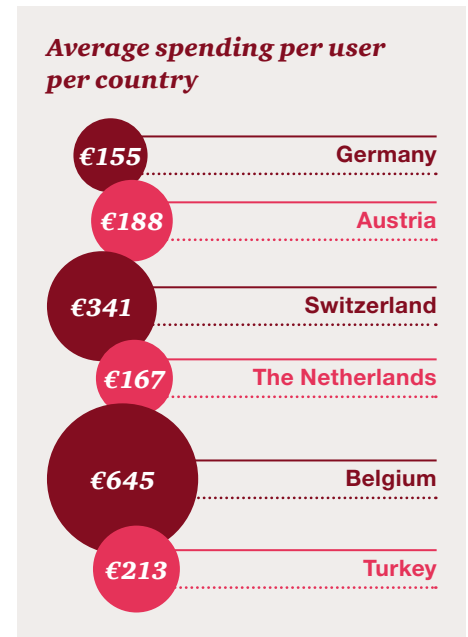 Average spending per user
per country
€155
Germany
€188
Austria
€341
Switzerland
€167
The Netherlands
€645
Belgium
€213
Turkey